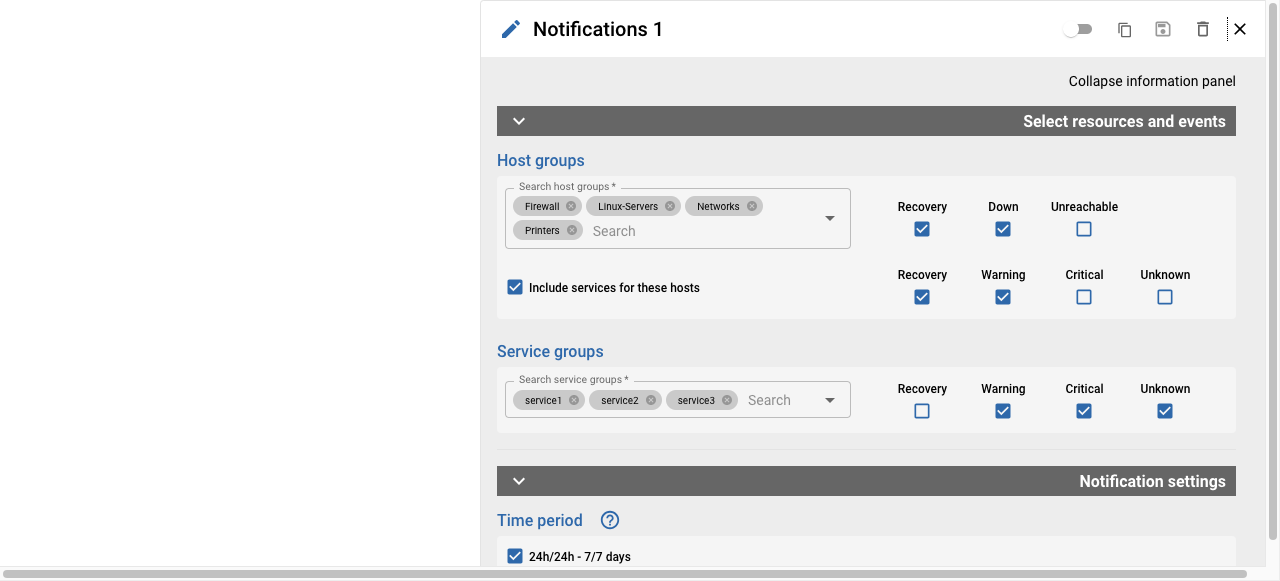 Notifications 1
Collapse information panel
Select resources and events
Host groups
Search host groups *
Firewall Linux-Servers Networks
Printers Search
Recovery Down Unreachable
Include services for these hosts
Recovery Warning Critical Unknown
Service groups
Search service groups *
service1 service2 service3 Search
Recovery Warning Critical Unknown
Notification settings
Time period ?
24h/24h - 7/7 days